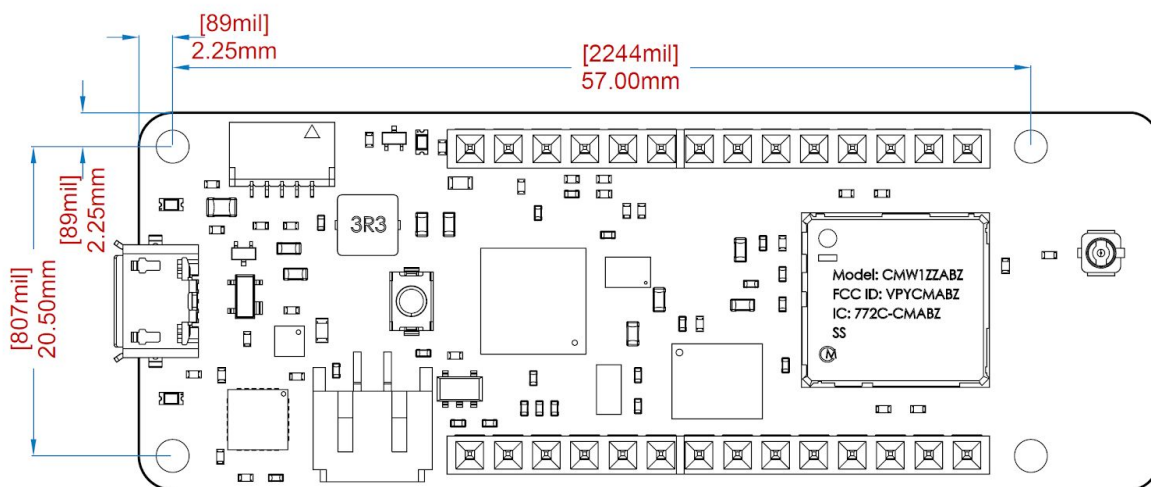 [89mil]
2.25mm
[2244mil]
57.00mm
[89mil]
2.25mm
[807mil]
20.50mm
3R3
Model: CMW1ZZABZ
FCC ID: VPYCMABZ
IC: 772C-CMABZ
SS
M